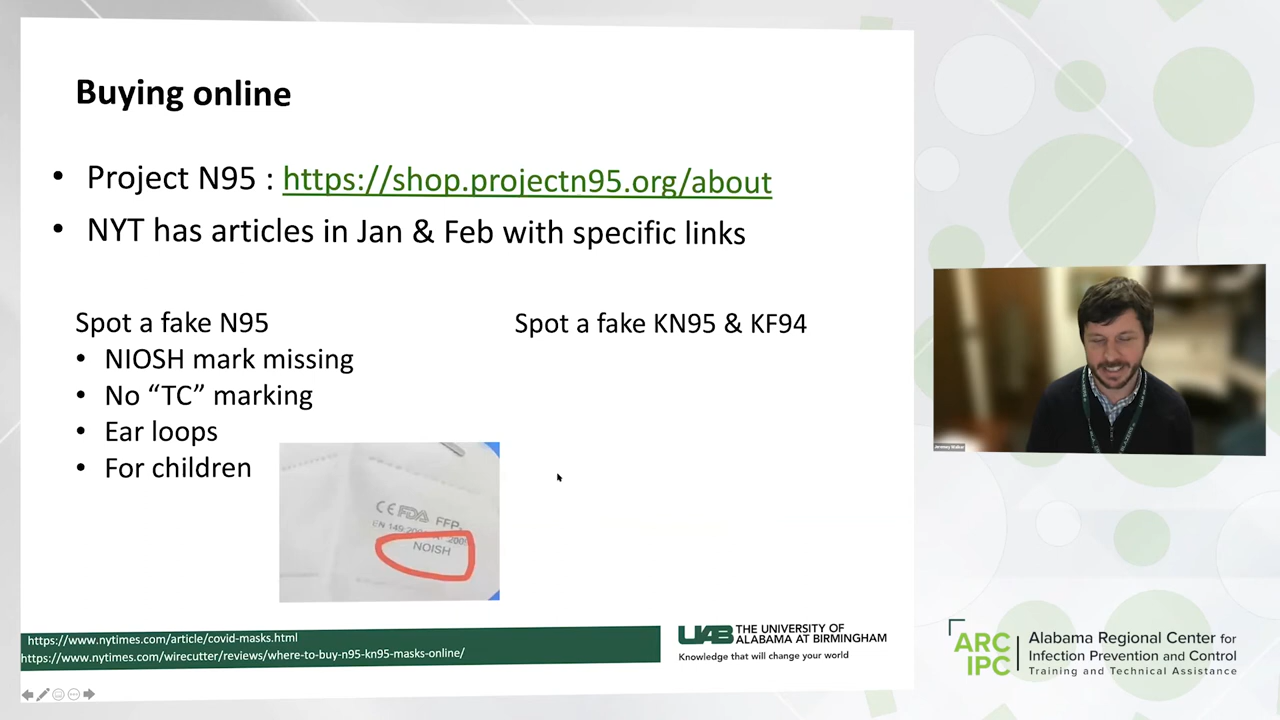 Buying online
• Project N95 : https://shop.projectn95.org/about
• NYT has articles in Jan & Feb with specific links
Spot a fake N95
• NIOSH mark missing
• No “TC” marking
• Ear loops
• For children
Spot a fake KN95 & KF94
CE FDA FFP
EN 149:20
NOISH
https://www.nytimes.com/article/covid-masks.html
https://www.nytimes.com/wirecutter/reviews/where-to-buy-n95-kn95-masks-online/
UAB THE UNIVERSITY OF
ALABAMA AT BIRMINGHAM
Knowledge that will change your world
Jeremey Walker
ARC
IPC
Alabama Regional Center for
Infection Prevention and Control
Training and Technical Assistance